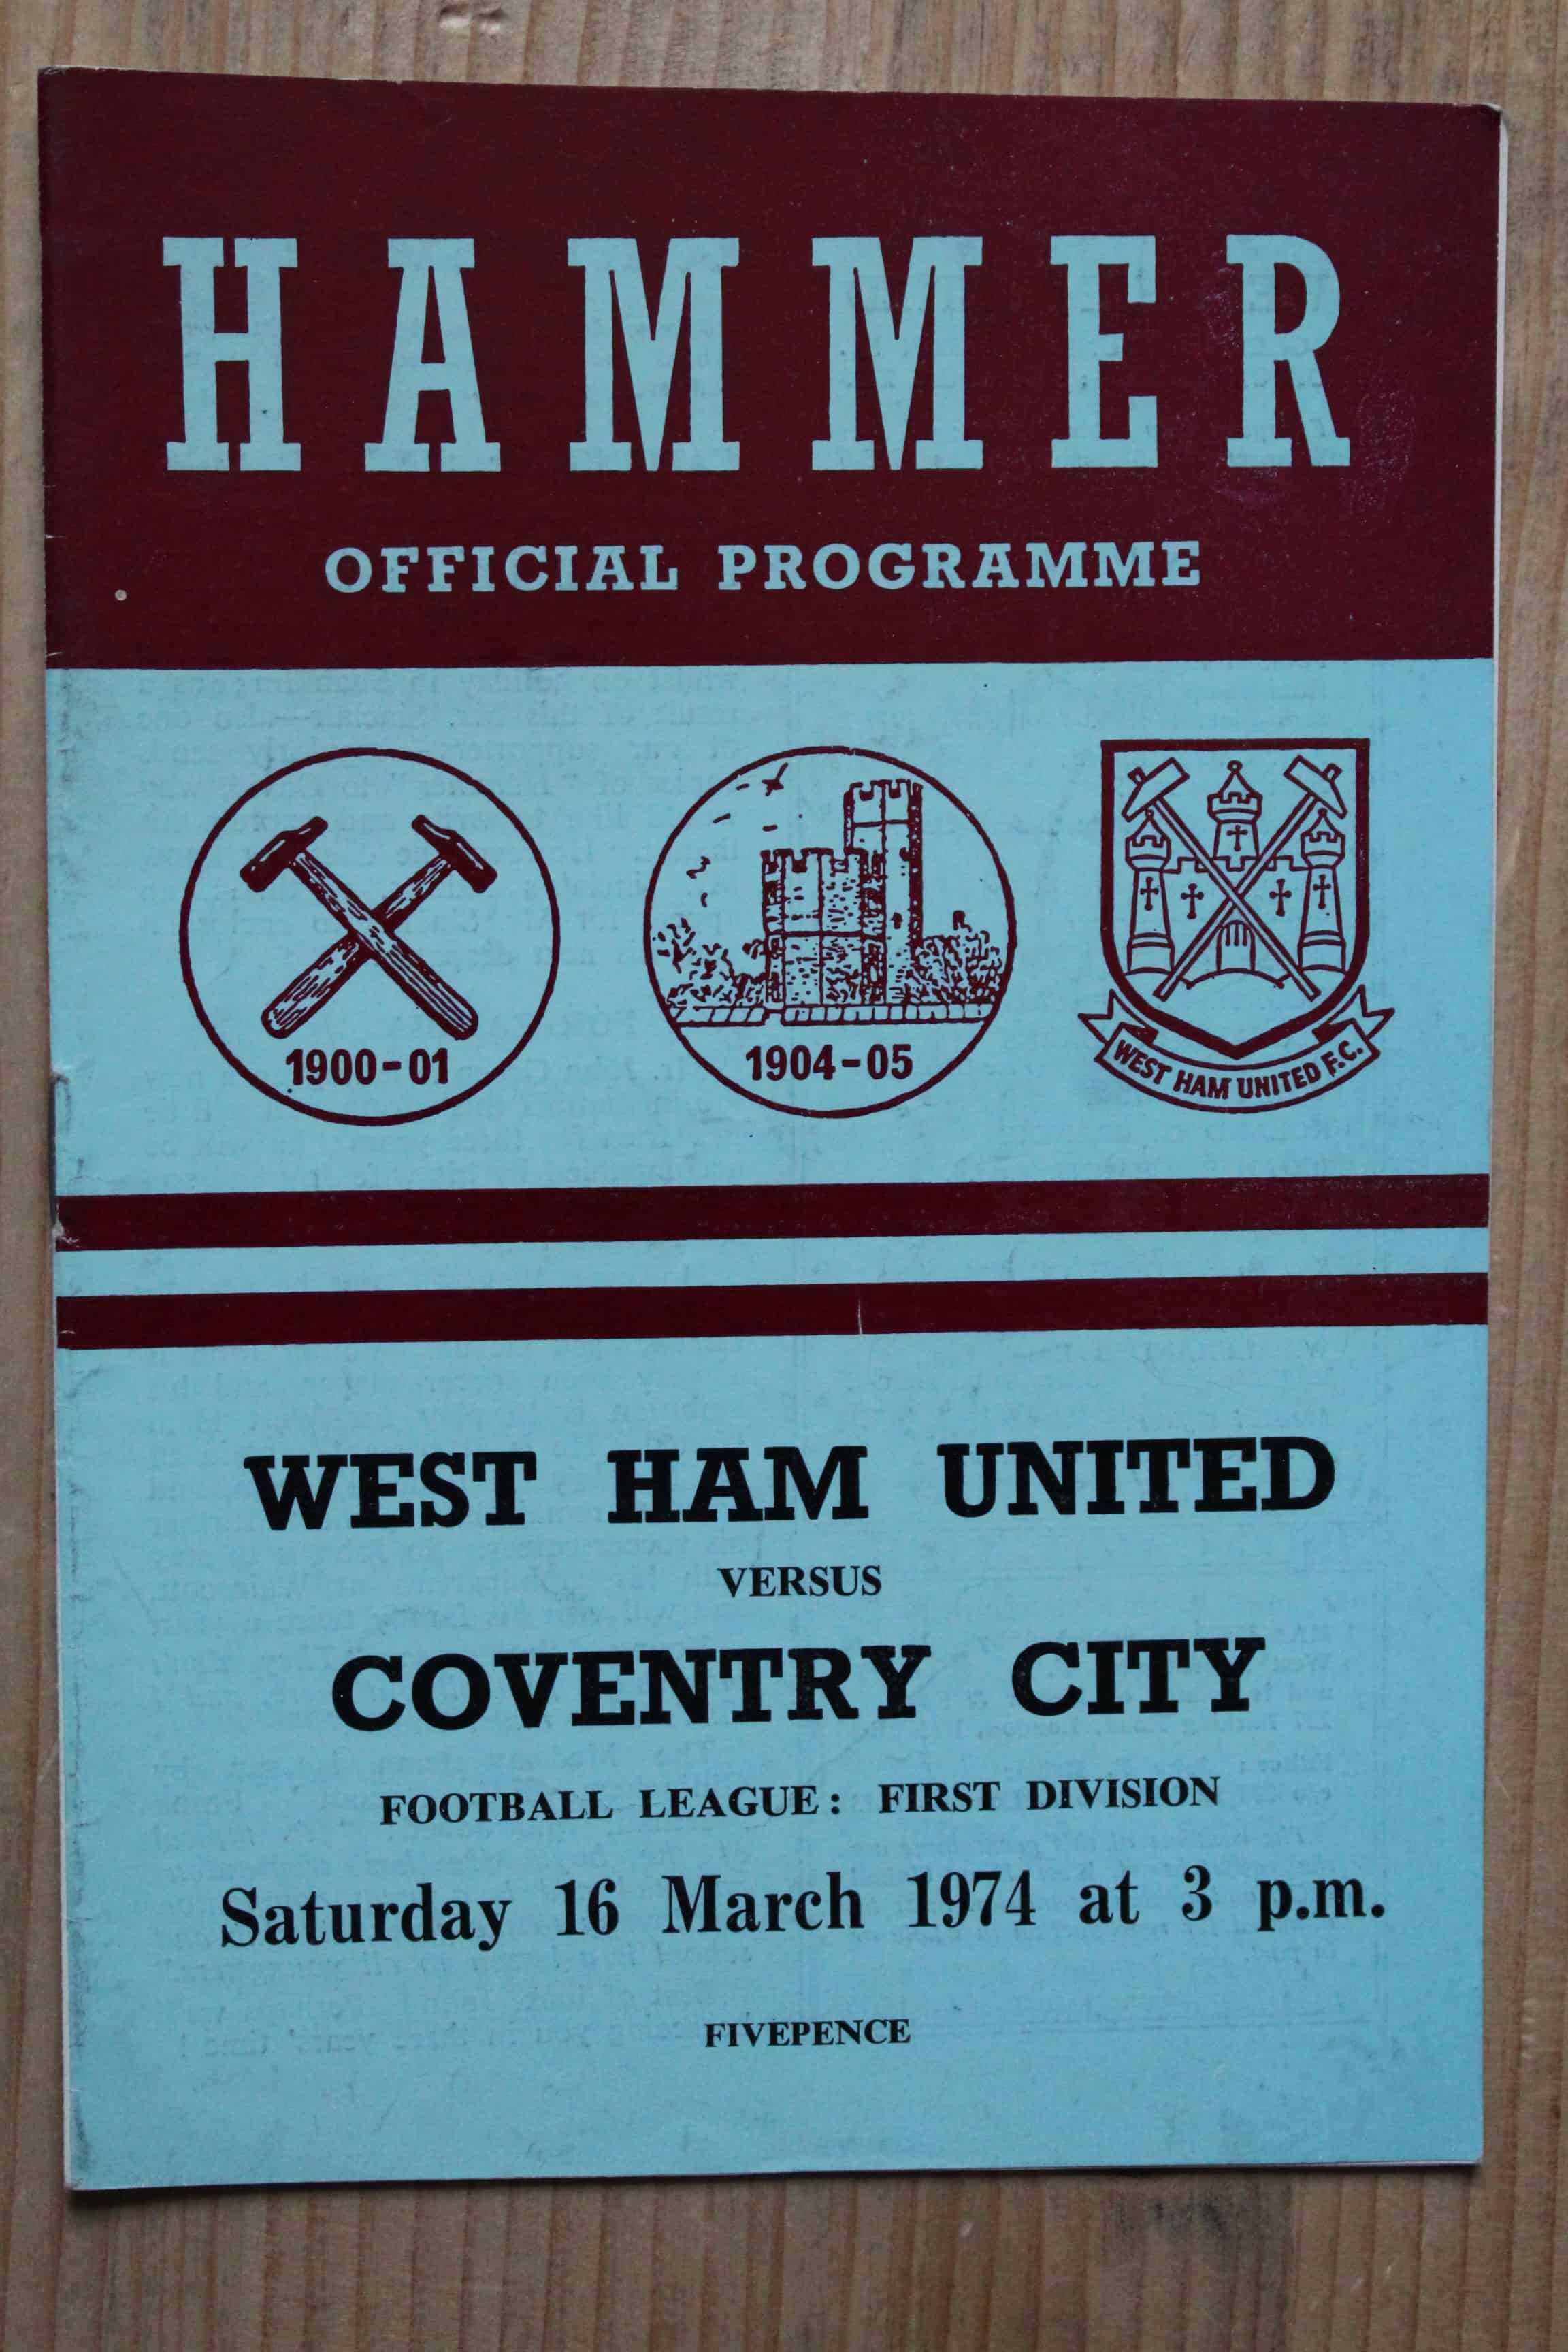 HAMMER
OFFICIAL PROGRAMME
1900-01
1904-05
WEST HAM UNITED F.C.
WEST HAM UNITED
VERSUS
COVENTRY CITY
FOOTBALL LEAGUE: FIRST DIVISION
Saturday 16 March 1974 at 3 p.m.
FIVEPENCE